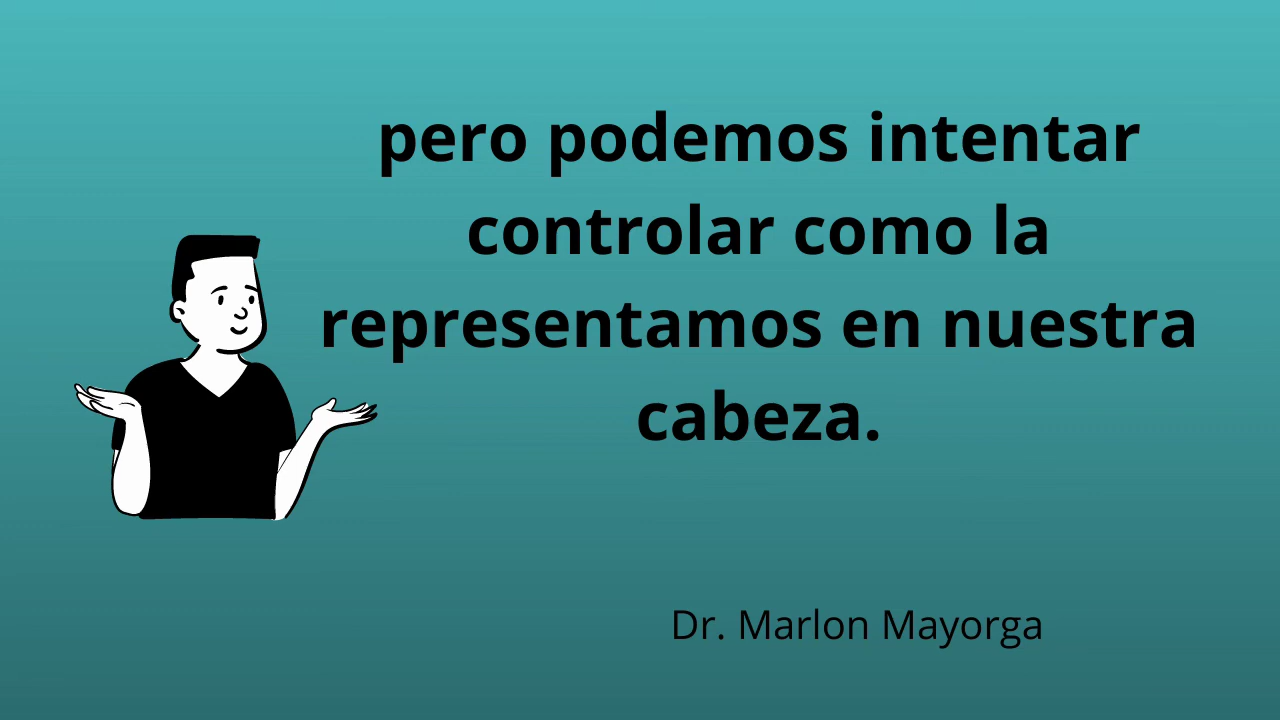 pero podemos intentar
controlar como la
representamos en nuestra
cabeza.
Dr. Marlon Mayorga